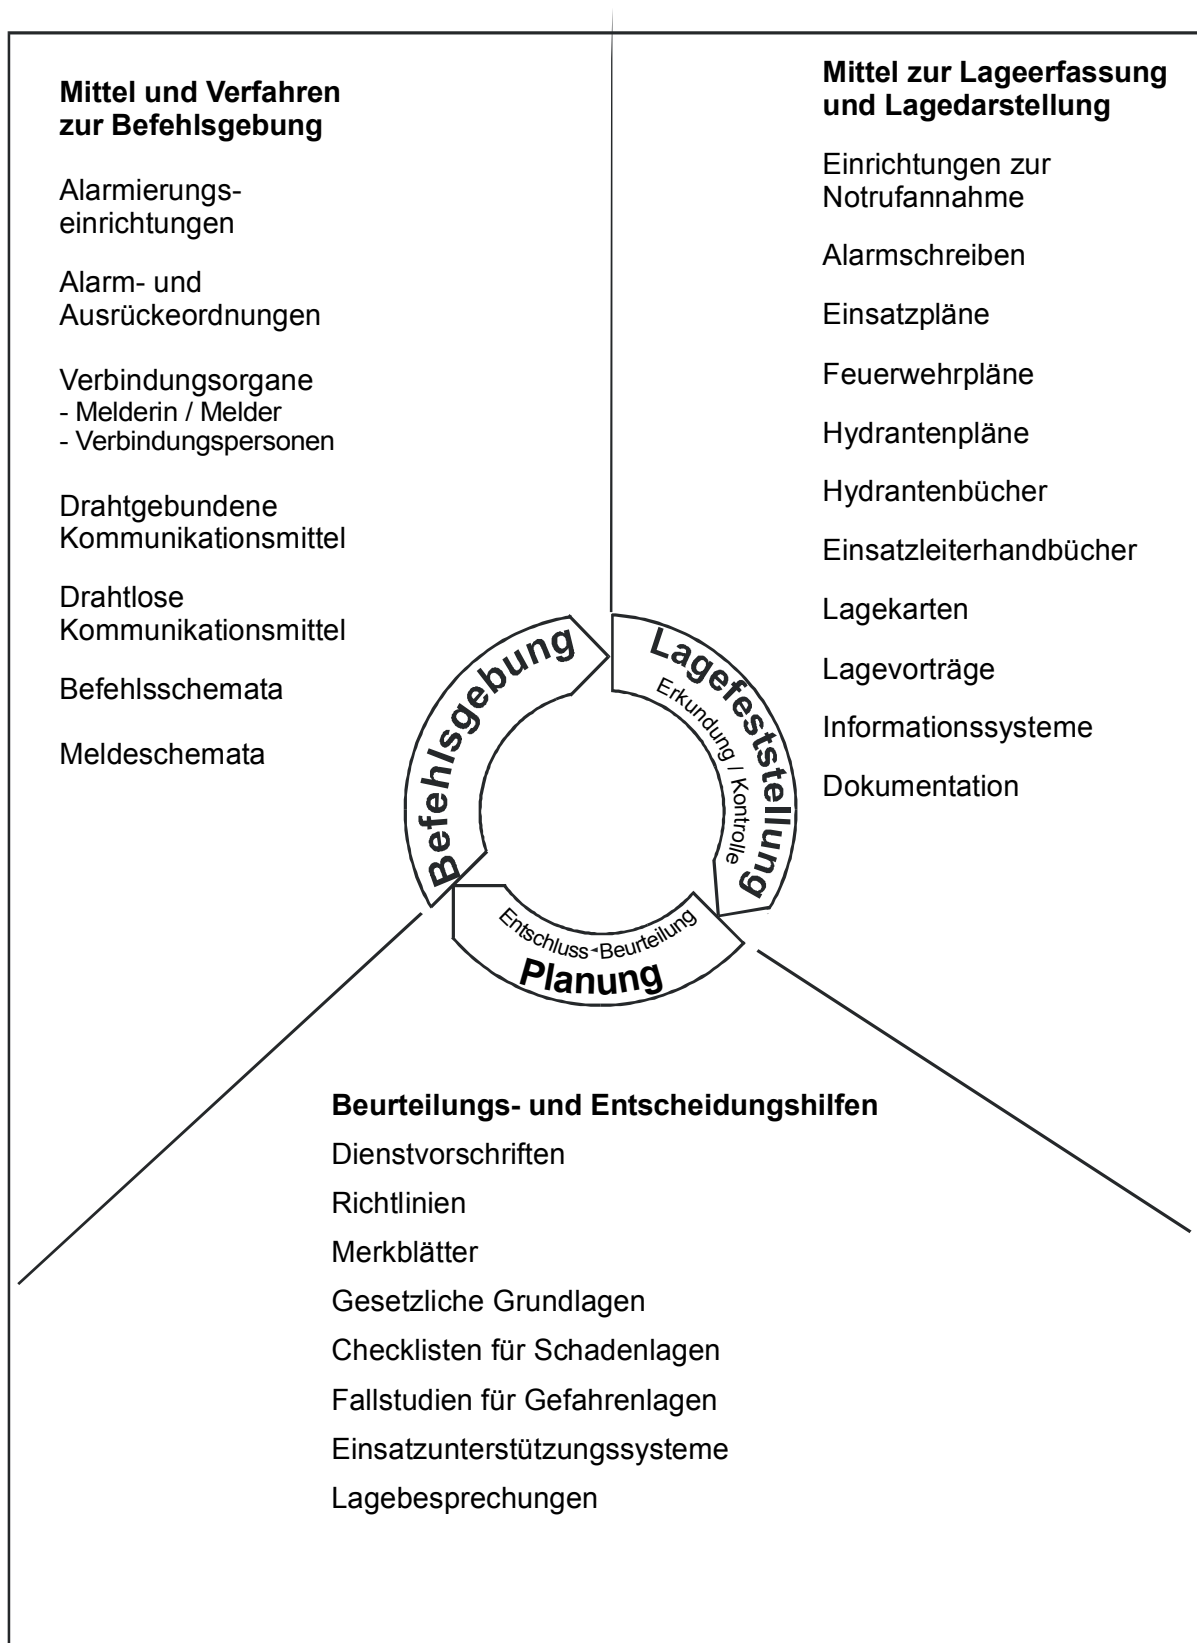 Mittel und Verfahren
zur Befehlsgebung
Alarmierungs-
einrichtungen
Alarm- und
Ausrückeordnungen
Verbindungsorgane
- Melderin / Melder
- Verbindungspersonen
Drahtgebundene
Kommunikationsmittel
Drahtlose
Kommunikationsmittel
Befehlsschemata
Meldeschemata
Mittel zur Lageerfassung
und Lagedarstellung
Einrichtungen zur
Notrufannahme
Alarmschreiben
Einsatzpläne
Feuerwehrpläne
Hydrantenpläne
Hydrantenbücher
Einsatzleiterhandbücher
Lagekarten
Lagevorträge
Informationssysteme
Dokumentation
Befehlsgebung
Lagefeststellung
Erkundung / Kontrolle
Entschluss-Beurteilung
Planung
Beurteilungs- und Entscheidungshilfen
Dienstvorschriften
Richtlinien
Merkblätter
Gesetzliche Grundlagen
Checklisten für Schadenlagen
Fallstudien für Gefahrenlagen
Einsatzunterstützungssysteme
Lagebesprechungen